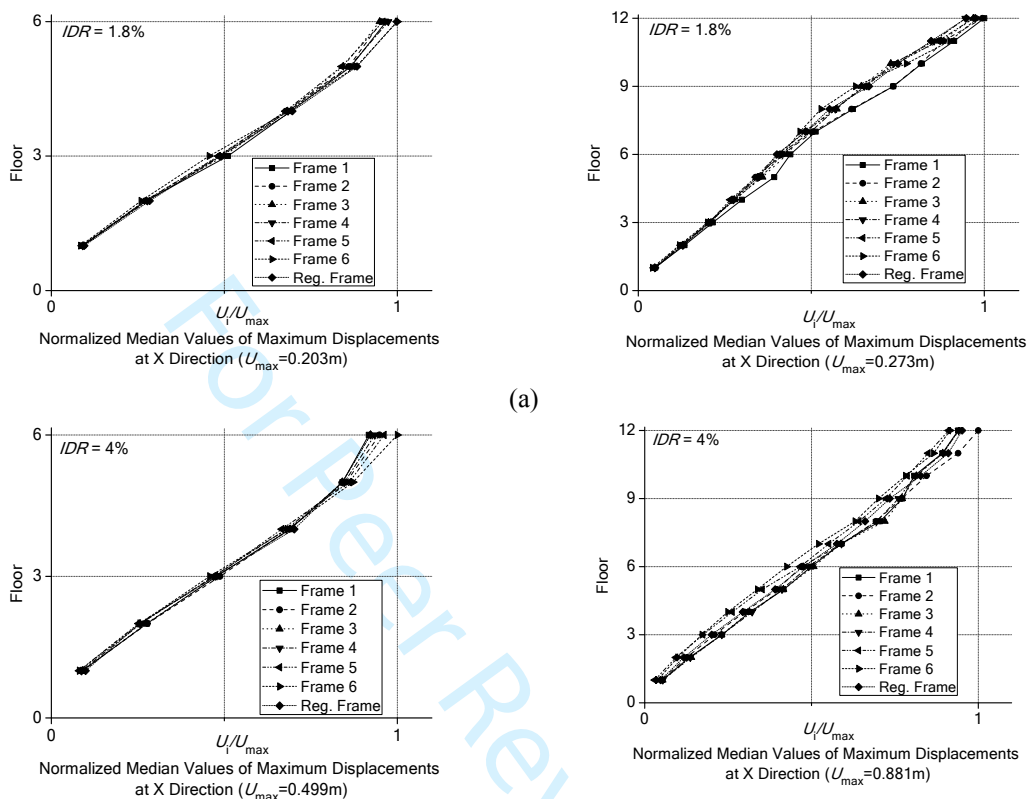 IDR = 1.8%
6
3
0
Floor
Frame 1
Frame 2
Frame 3
Frame 4
Frame 5
Frame 6
Reg. Frame
0
1
Ui/Umax
Normalized Median Values of Maximum Displacements
at X Direction (Umax=0.203m)
IDR = 1.8%
12
9
6
3
0
Floor
Frame 1
Frame 2
Frame 3
Frame 4
Frame 5
Frame 6
Reg. Frame
0
1
Ui/Umax
Normalized Median Values of Maximum Displacements
at X Direction (Umax=0.273m)
(a)
IDR = 4%
6
3
0
Floor
Frame 1
Frame 2
Frame 3
Frame 4
Frame 5
Frame 6
Reg. Frame
0
1
Ui/Umax
Normalized Median Values of Maximum Displacements
at X Direction (Umax=0.499m)
IDR = 4%
12
9
6
3
0
Floor
Frame 1
Frame 2
Frame 3
Frame 4
Frame 5
Frame 6
Reg. Frame
0
1
Ui/Umax
Normalized Median Values of Maximum Displacements
at X Direction (Umax=0.881m)
For Peer Rev